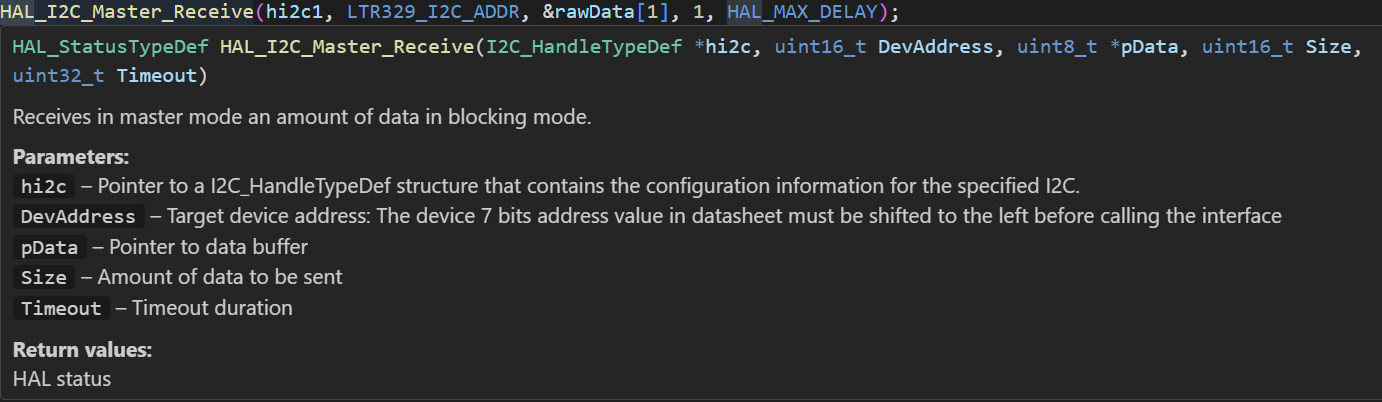 HAL_I2C_Master_Receive(hi2c1, LTR329_I2C_ADDR, &rawData[1], 1, HAL_MAX_DELAY);
HAL_StatusTypeDef HAL_I2C_Master_Receive(I2C_HandleTypeDef *hi2c, uint16_t DevAddress, uint8_t *pData, uint16_t Size,
uint32_t Timeout)
Receives in master mode an amount of data in blocking mode.
Parameters:
hi2c – Pointer to a I2C_HandleTypeDef structure that contains the configuration information for the specified I2C.
DevAddress – Target device address: The device 7 bits address value in datasheet must be shifted to the left before calling the interface
pData – Pointer to data buffer
Size – Amount of data to be sent
Timeout – Timeout duration
Return values:
HAL status